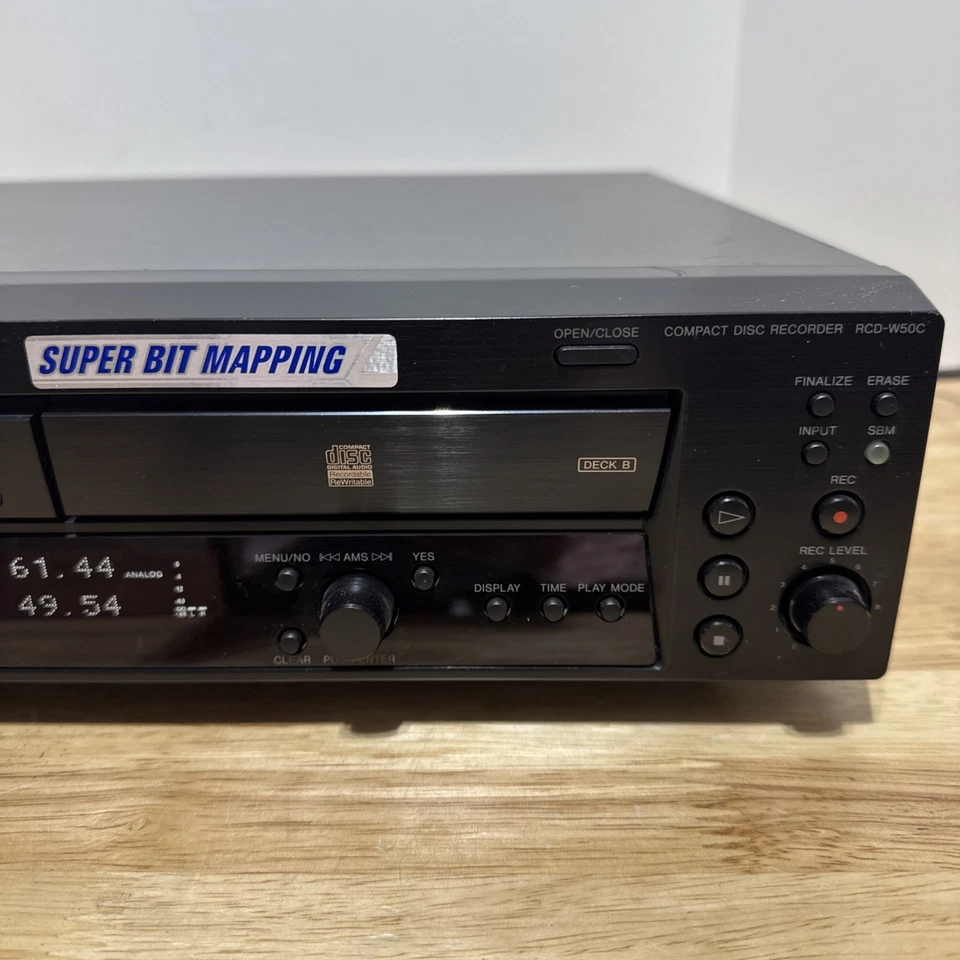 SUPER BIT MAPPING
OPEN/CLOSE
COMPACT DISC RECORDER RCD-W50C
FINALIZE ERASE
INPUT SBM
COMPACT
disc
DIGITAL AUDIO
Recordable
ReWritable
DECK B
REC
REC LEVEL
61.44 ANALOG
49.54
MENU/NO AMS YES
DISPLAY TIME PLAY MODE
CLEAR PUSH ENTER